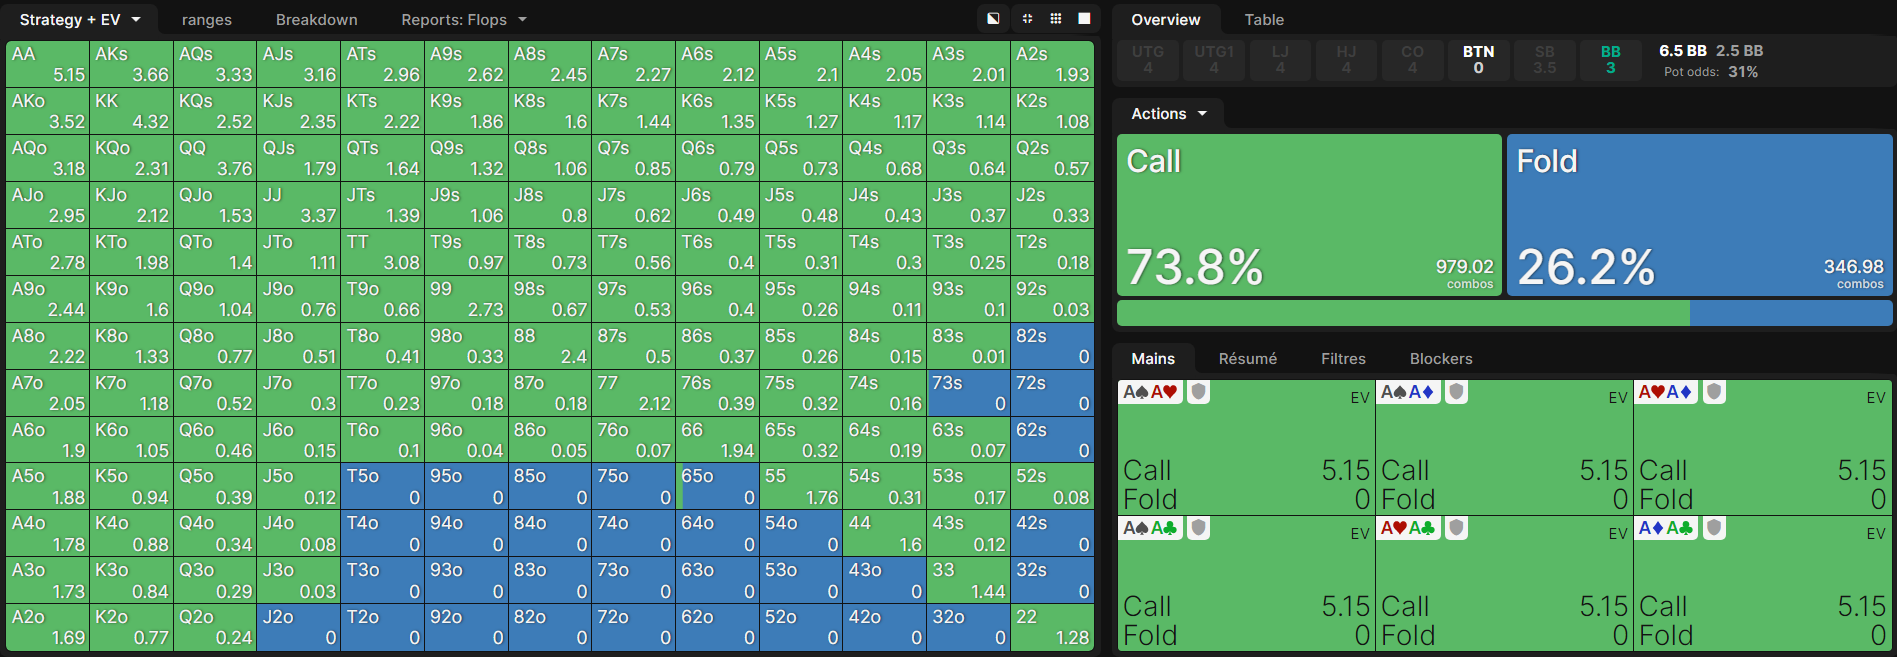 Strategy + EV ranges Breakdown Reports: Flops
AA AKs AQs AJs ATs A9s A8s A7s A6s A5s A4s A3s A2s
5.15 3.66 3.33 3.16 2.96 2.62 2.45 2.27 2.12 2.1 2.05 2.01 1.93
AKo KK KQs KJs KTs K9s K8s K7s K6s K5s K4s K3s K2s
3.52 4.32 2.52 2.35 2.22 1.86 1.6 1.44 1.35 1.27 1.17 1.14 1.08
AQo KQo QQ QJs QTs Q9s Q8s Q7s Q6s Q5s Q4s Q3s Q2s
3.18 2.31 3.76 1.79 1.64 1.32 1.06 0.85 0.79 0.73 0.68 0.64 0.57
AJo KJo QJo JJ JTs J9s J8s J7s J6s J5s J4s J3s J2s
2.95 2.12 1.53 3.37 1.39 1.06 0.8 0.62 0.49 0.48 0.43 0.37 0.33
ATo KTo QTo JTo TT T9s T8s T7s T6s T5s T4s T3s T2s
2.78 1.98 1.4 1.11 3.08 0.97 0.73 0.56 0.4 0.31 0.3 0.25 0.18
A9o K9o Q9o J9o T9o 99 98s 97s 96s 95s 94s 93s 92s
2.44 1.6 1.04 0.76 0.66 2.73 0.67 0.53 0.4 0.26 0.11 0.1 0.03
A8o K8o Q8o J8o T8o 98o 88 87s 86s 85s 84s 83s 82s
2.22 1.33 0.77 0.51 0.41 0.33 2.4 0.5 0.37 0.26 0.15 0.01 0
A7o K7o Q7o J7o T7o 97o 87o 77 76s 75s 74s 73s 72s
2.05 1.18 0.52 0.3 0.23 0.18 0.18 2.12 0.39 0.32 0.16 0 0
A6o K6o Q6o J6o T6o 96o 86o 76o 66 65s 64s 63s 62s
1.9 1.05 0.46 0.15 0.1 0.04 0.05 0.07 1.94 0.32 0.19 0.07 0
A5o K5o Q5o J5o T5o 95o 85o 75o 65o 55 54s 53s 52s
1.88 0.94 0.39 0.12 0 0 0 0 0 1.76 0.31 0.17 0.08
A4o K4o Q4o J4o T4o 94o 84o 74o 64o 54o 44 43s 42s
1.78 0.88 0.34 0.08 0 0 0 0 0 0 1.6 0.12 0
A3o K3o Q3o J3o T3o 93o 83o 73o 63o 53o 43o 33 32s
1.73 0.84 0.29 0.03 0 0 0 0 0 0 0 1.44 0
A2o K2o Q2o J2o T2o 92o 82o 72o 62o 52o 42o 32o 22
1.69 0.77 0.24 0 0 0 0 0 0 0 0 0 1.28
Overview Table
UTG UTG1 LJ HJ CO BTN SB BB 6.5 BB 2.5 BB
4 4 4 4 4 0 3.5 3 Pot odds: 31%
Actions
Call Fold
73.8% 979.02 combos 26.2% 346.98 combos
Mains Résumé Filtres Blockers
A♠A♥ EV A♠A♦ EV A♥A♦ EV
Call 5.15 Call 5.15 Call 5.15
Fold 0 Fold 0 Fold 0
A♠A♣ EV A♥A♣ EV A♦A♣ EV
Call 5.15 Call 5.15 Call 5.15
Fold 0 Fold 0 Fold 0